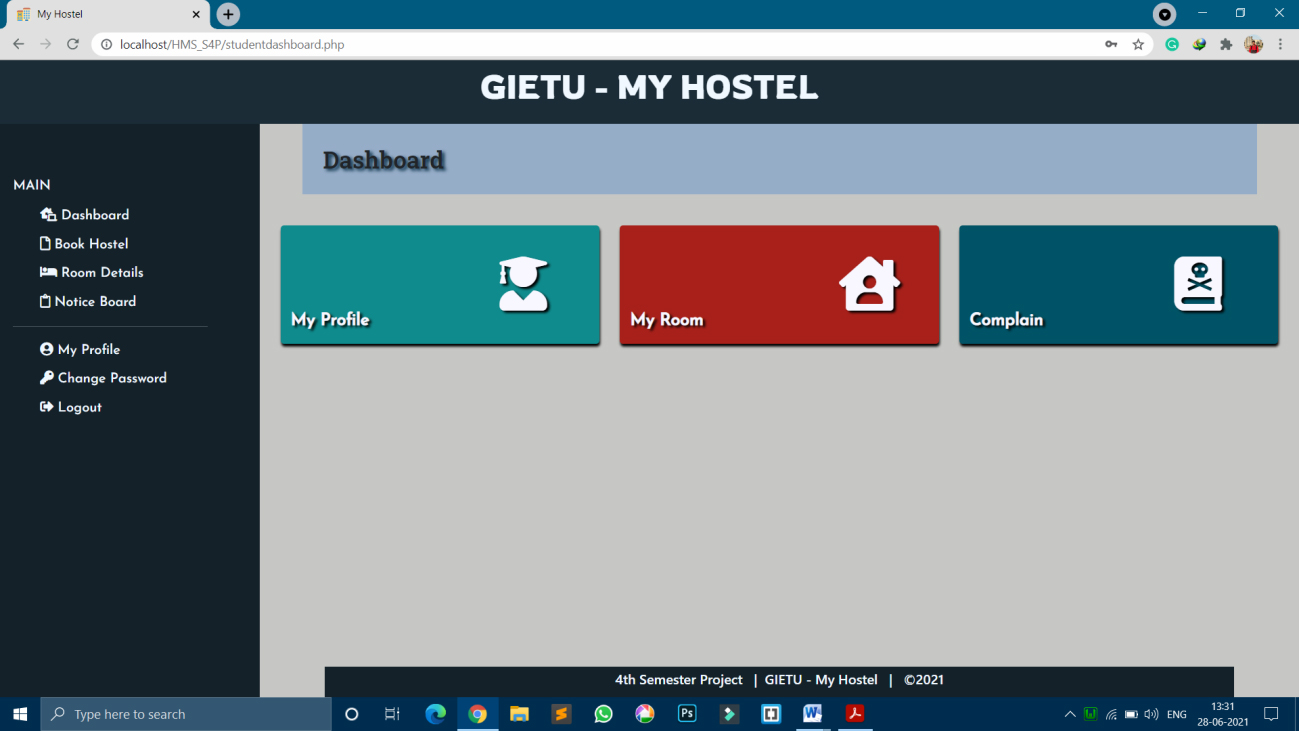 My Hostel
localhost/HMS_S4P/studentdashboard.php
GIETU - MY HOSTEL
Dashboard
MAIN
Dashboard
Book Hostel
Room Details
Notice Board
My Profile
Change Password
Logout
My Profile
My Room
Complain
4th Semester Project | GIETU - My Hostel | ©2021
Type here to search
Ps
W
ENG
13:31
28-06-2021